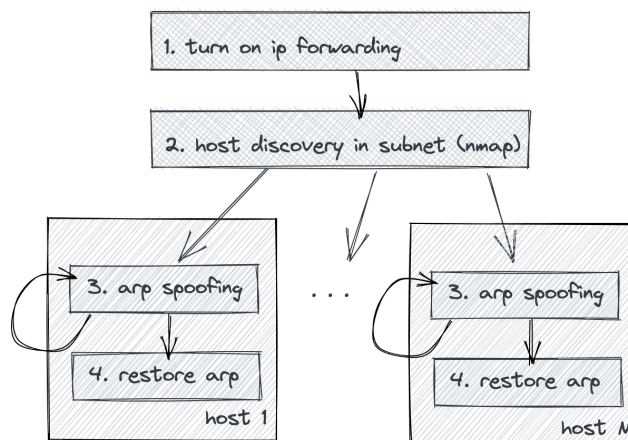 1. turn on ip forwarding
2. host discovery in subnet (nmap)
3. arp spoofing
4. restore arp
host 1
. . .
3. arp spoofing
4. restore arp
host N